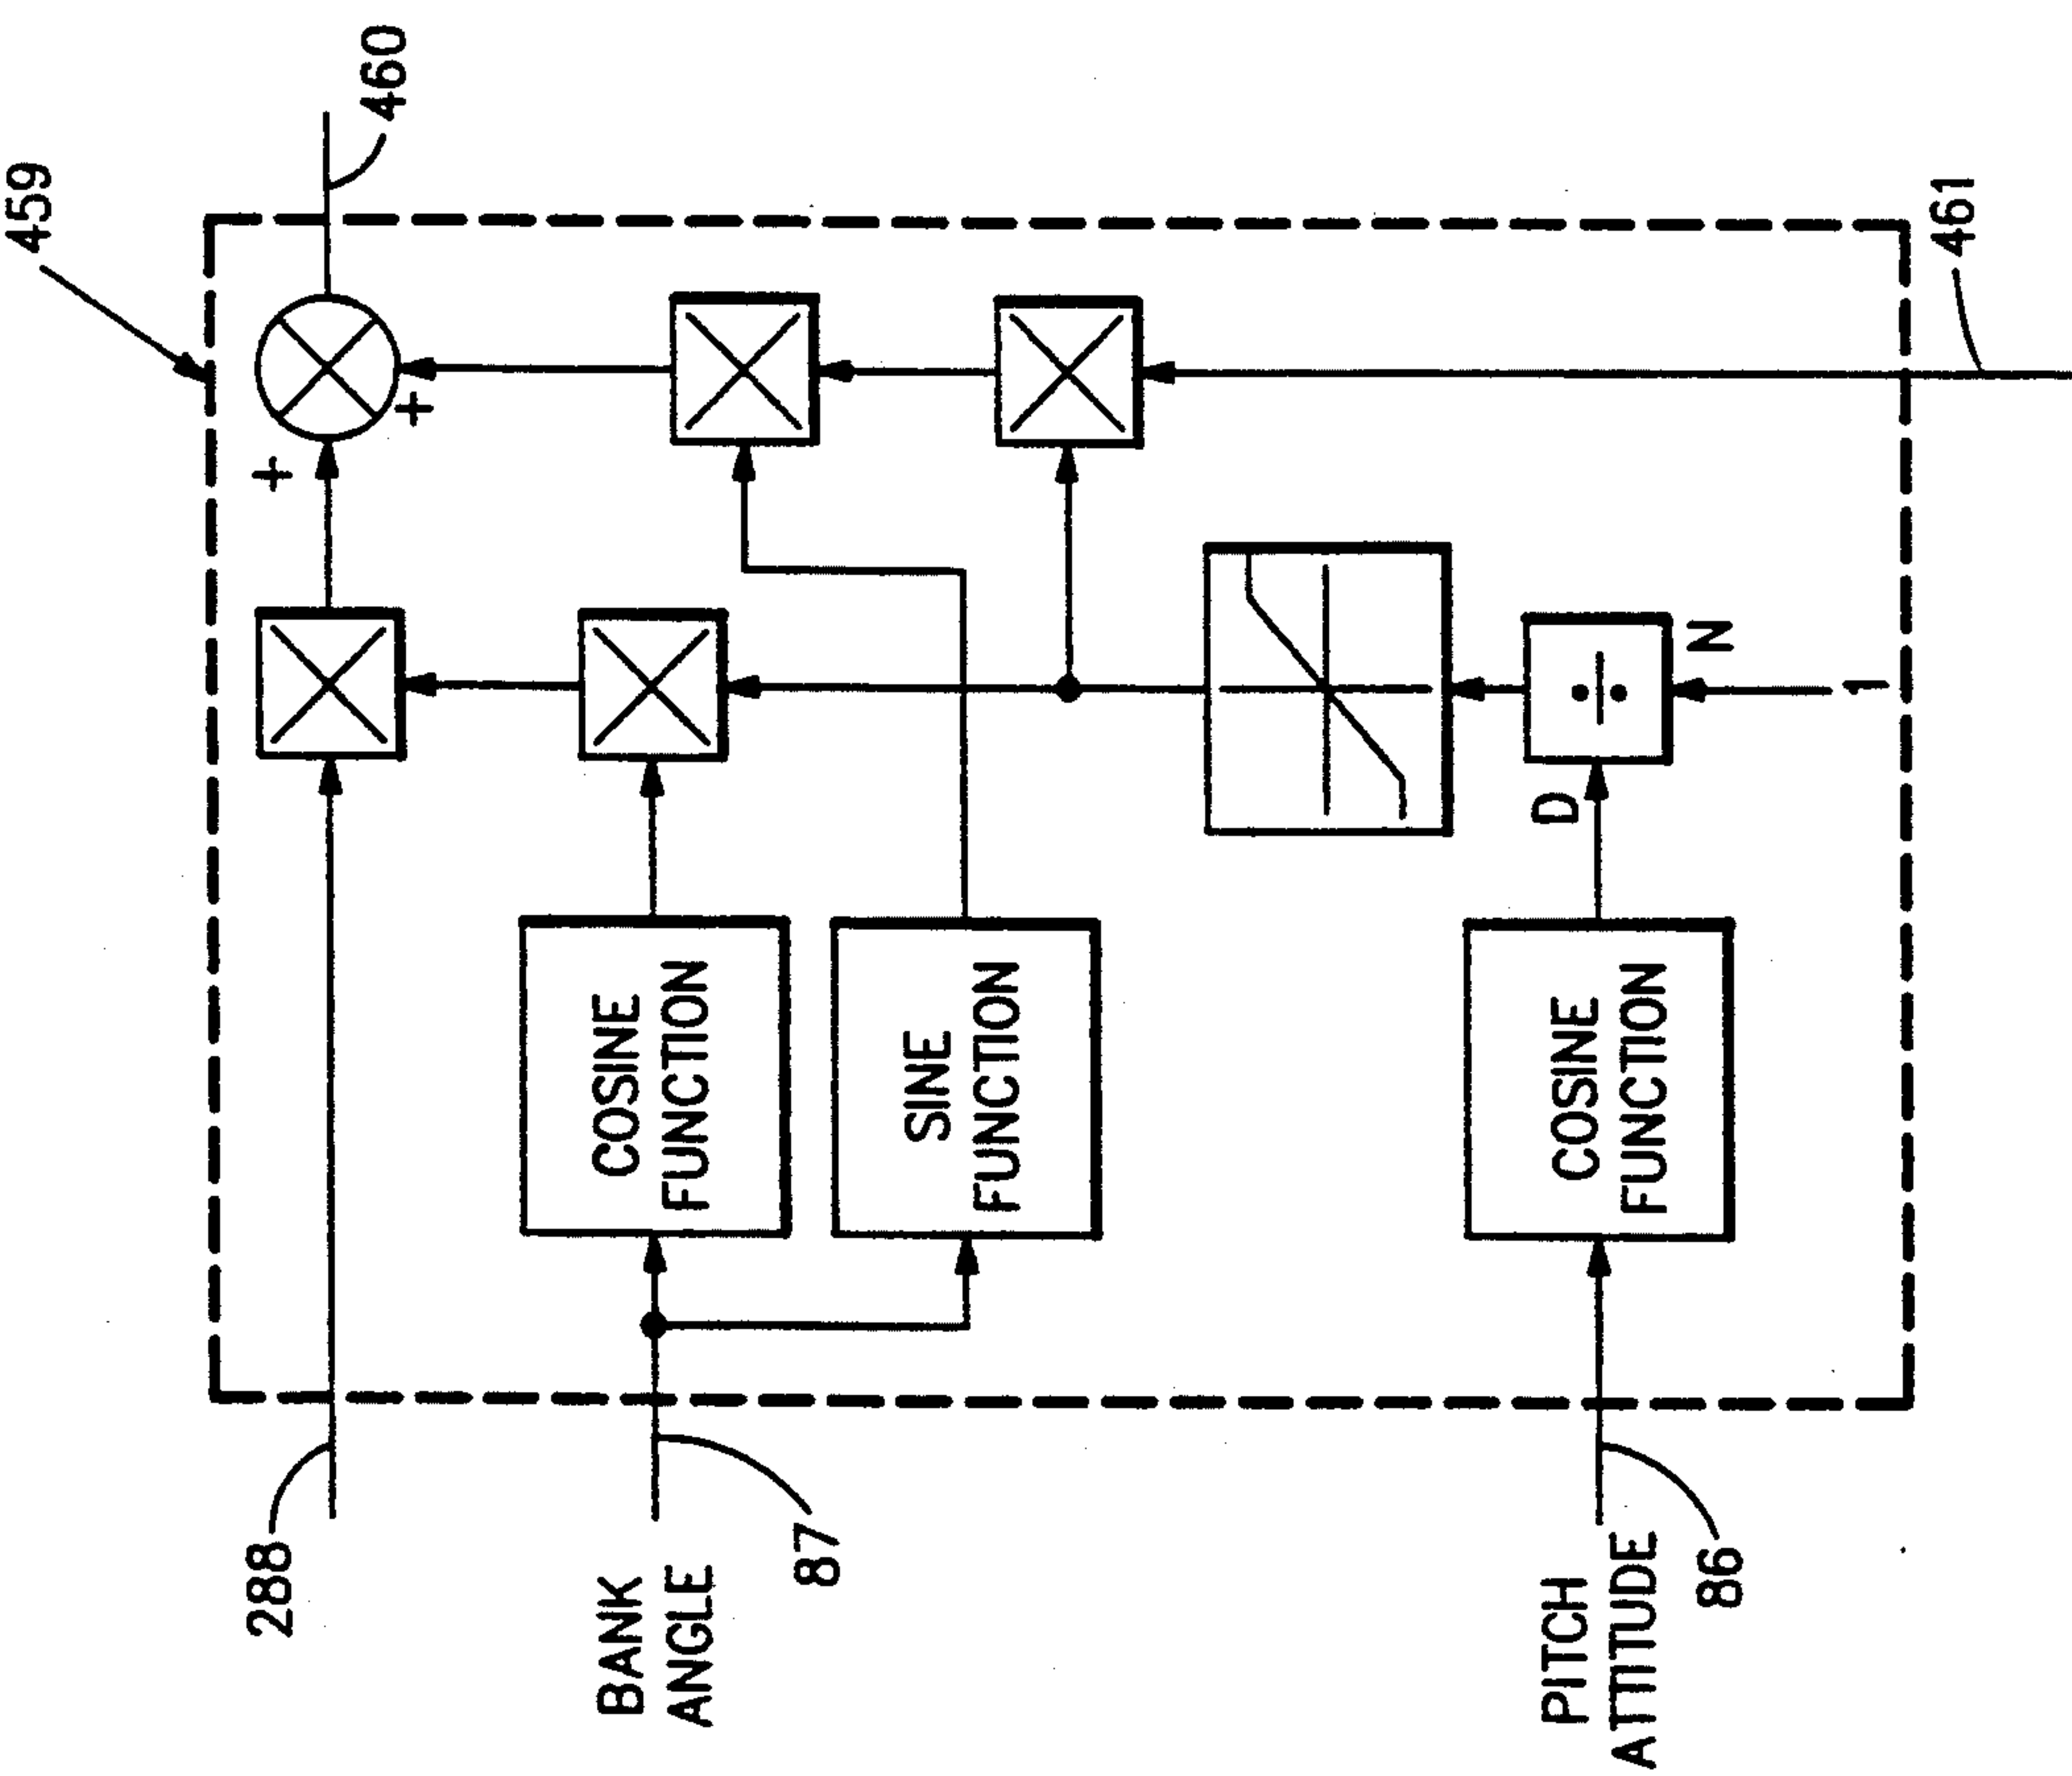 459
460
288
+
+
BANK
ANGLE
87
COSINE
FUNCTION
SINE
FUNCTION
PITCH
ATTITUDE
86
COSINE
FUNCTION
D
÷
N
1
461